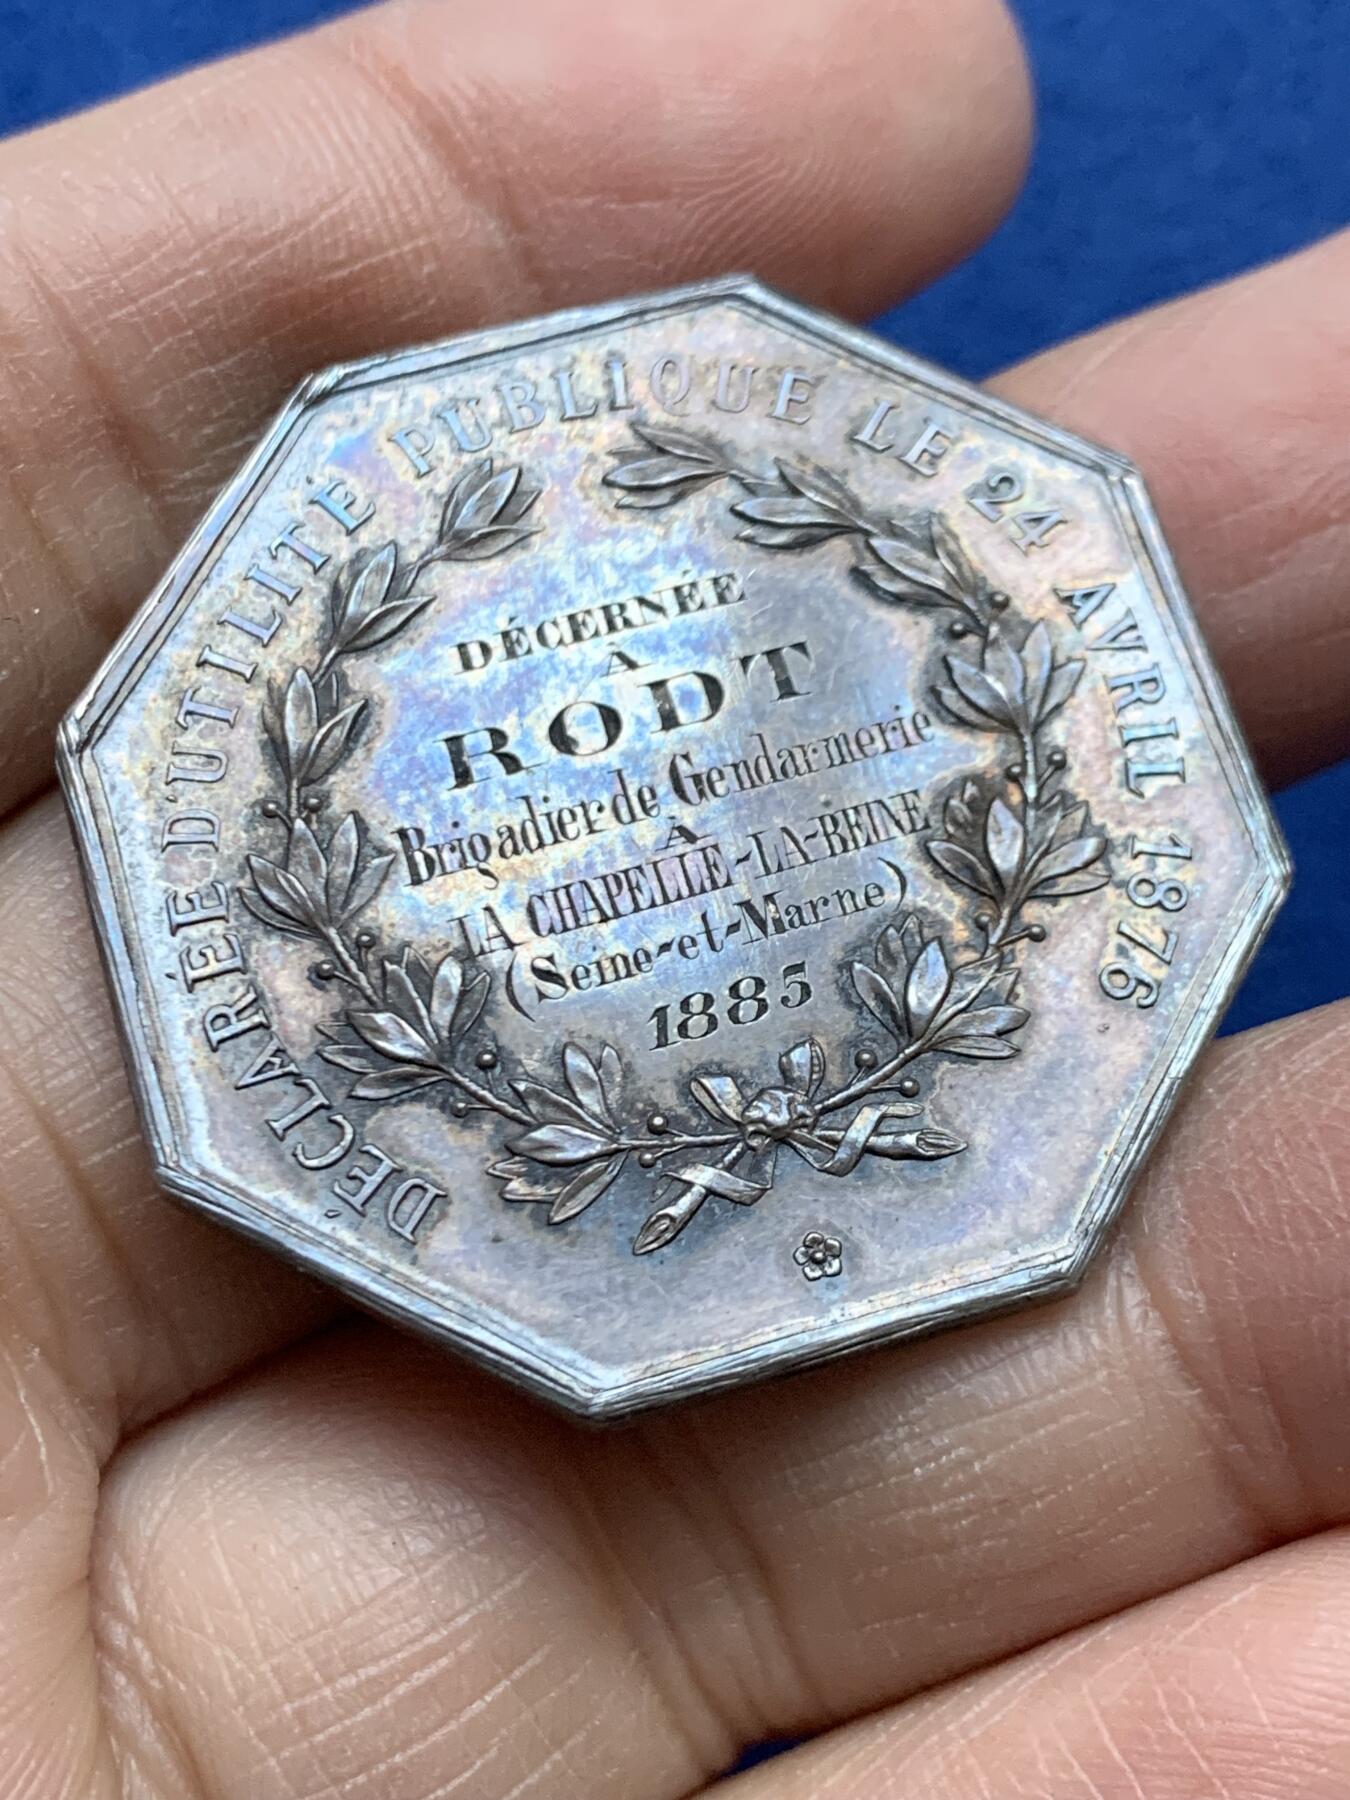 DÉCLARÉE D'UTILITÉ PUBLIQUE LE 24 AVRIL 1876
DÉCERNÉE
A
RODT
Brigadier de Gendarmerie
À
LA CHAPELLE-LA-REINE
(Seine-et-Marne)
1885